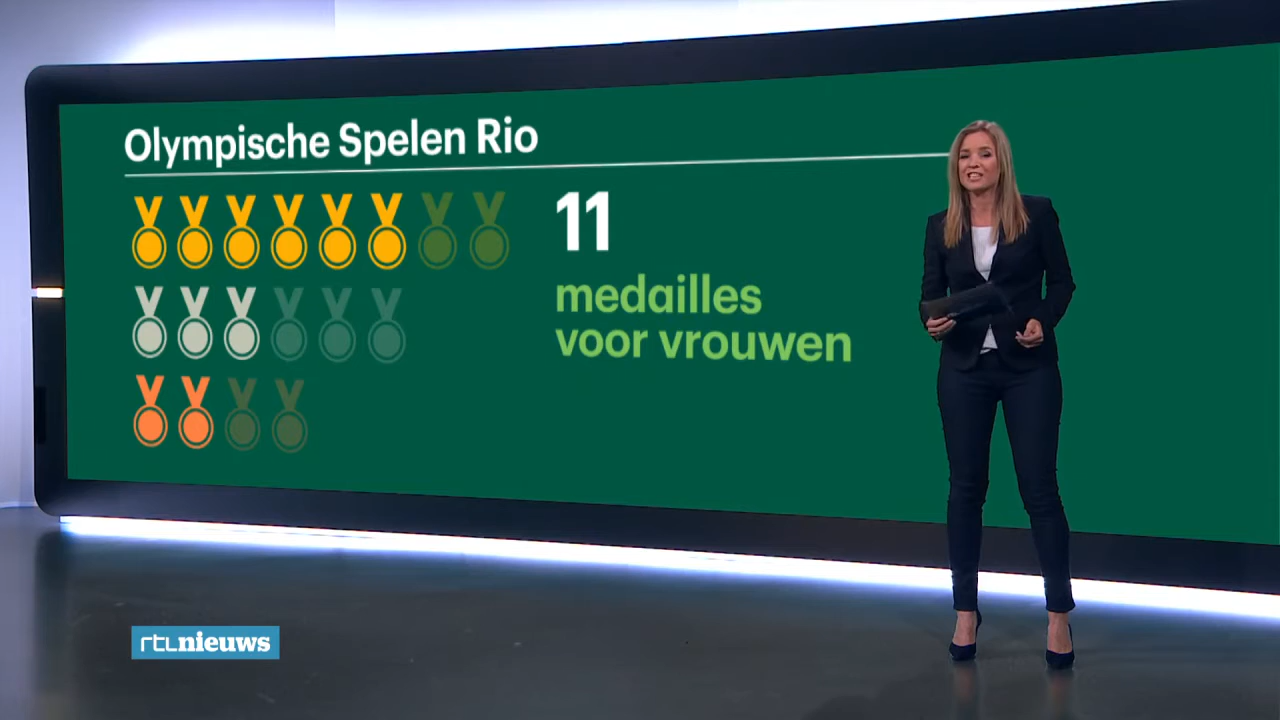 Olympische Spelen Rio
11
medailles
voor vrouwen
rtlnieuws